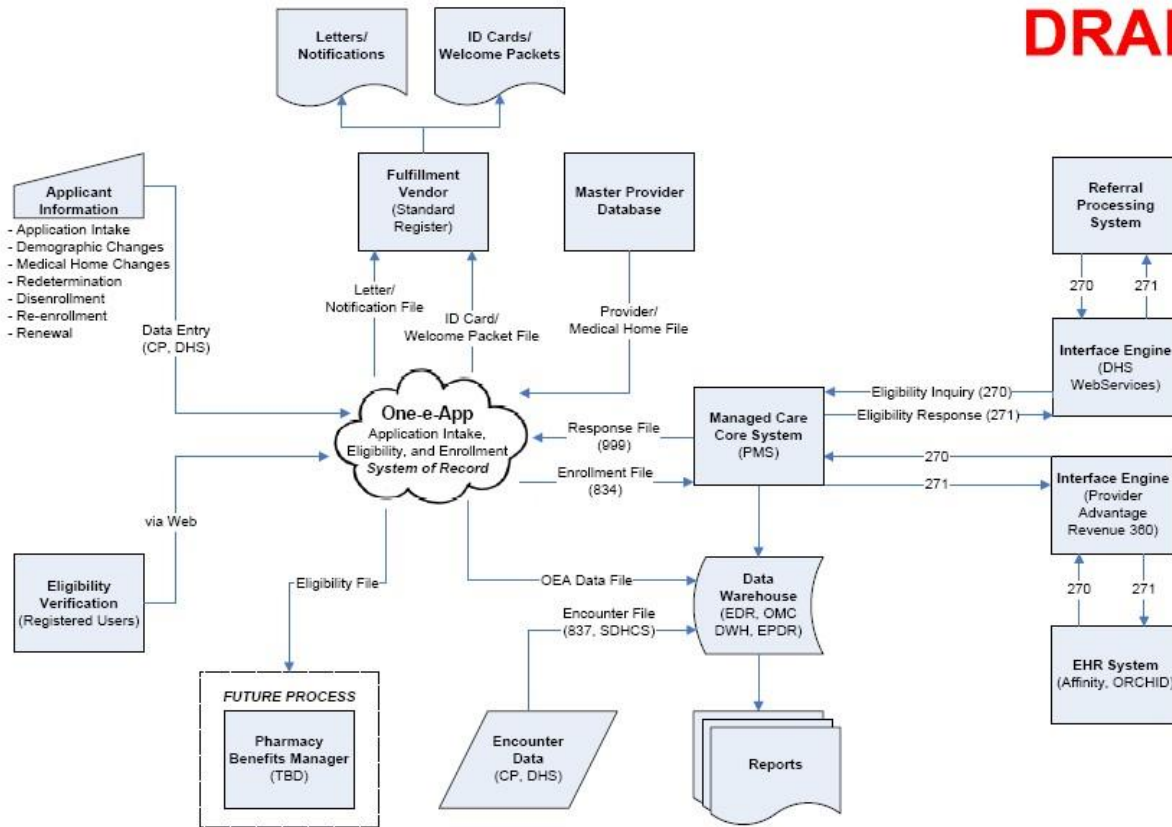 DRA
Letters/
Notifications
ID Cards/
Welcome Packets
Applicant
Information
- Application Intake
- Demographic Changes
- Medical Home Changes
- Redetermination
- Disenrollment
- Re-enrollment
- Renewal
Fulfillment
Vendor
(Standard
Register)
Master Provider
Database
Referral
Processing
System
Letter/
Notification File
ID Card/
Welcome Packet File
Provider/
Medical Home File
270
271
Data Entry
(CP, DHS)
Interface Engine
(DHS
WebServices)
One-e-App
Application Intake,
Eligibility, and Enrollment
System of Record
Response File
(999)
Enrollment File
(834)
Managed Care
Core System
(PMS)
Eligibility Inquiry (270)
Eligibility Response (271)
270
271
Interface Engine
(Provider
Advantage
Revenue 360)
via Web
Eligibility
Verification
(Registered Users)
Eligibility File
OEA Data File
Encounter File
(837, SDHCS)
Data
Warehouse
(EDR, OMC
DWH, EPDR)
270
271
EHR System
(Affinity, ORCHID)
FUTURE PROCESS
Pharmacy
Benefits Manager
(TBD)
Encounter
Data
(CP, DHS)
Reports